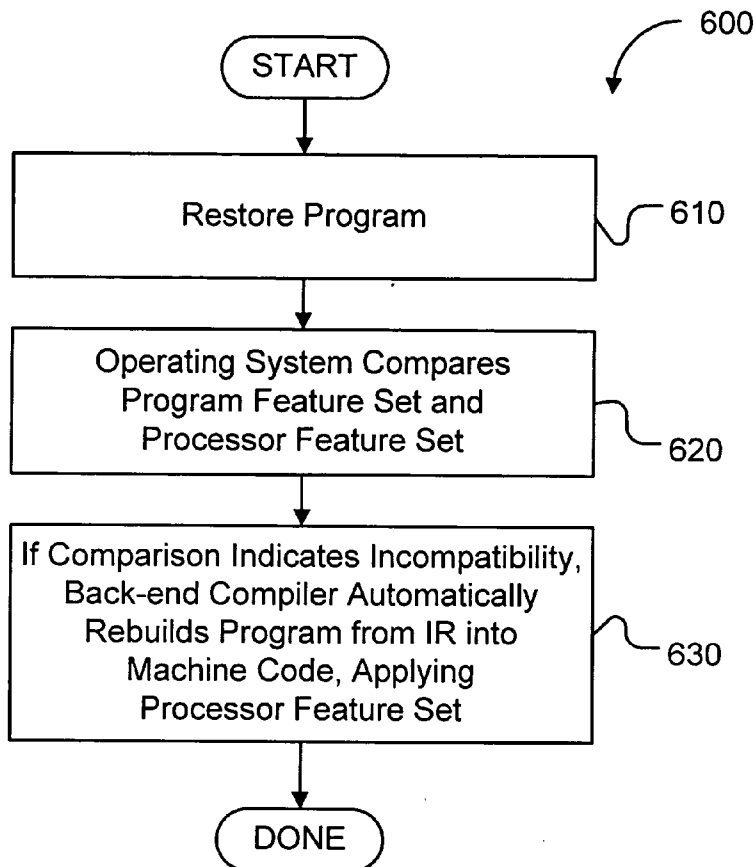 600
START
Restore Program
610
Operating System Compares
Program Feature Set and
Processor Feature Set
620
If Comparison Indicates Incompatibility,
Back-end Compiler Automatically
Rebuilds Program from IR into
Machine Code, Applying
Processor Feature Set
630
DONE